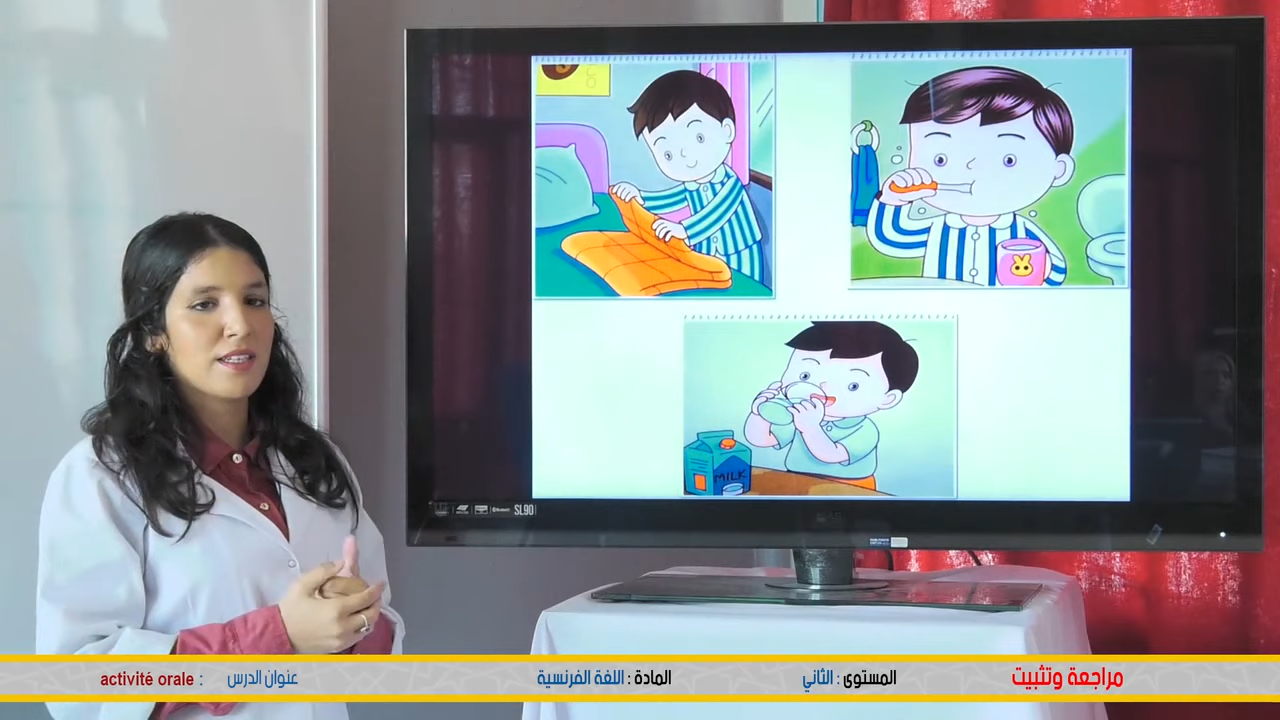 MILK
SL90
مراجعة وتثبيت
المستوى : الثاني
المادة : اللغة الفرنسية
عنوان الدرس : activité orale